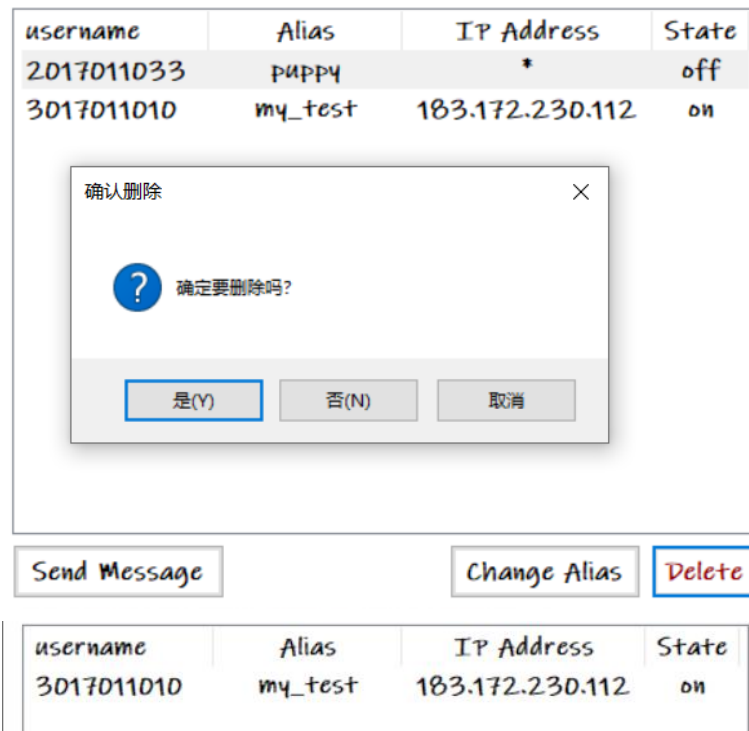 username Alias IP Address State
2017011033 puppy * off
3017011010 my_test 183.172.230.112 on
确认删除
确定要删除吗?
是(Y) 否(N) 取消
Send Message Change Alias Delete
username Alias IP Address State
3017011010 my_test 183.172.230.112 on